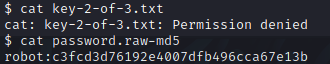 $ cat key-2-of-3.txt
cat: key-2-of-3.txt: Permission denied
$ cat password.raw-md5
robot:c3fcd3d76192e4007dfb496cca67e13b